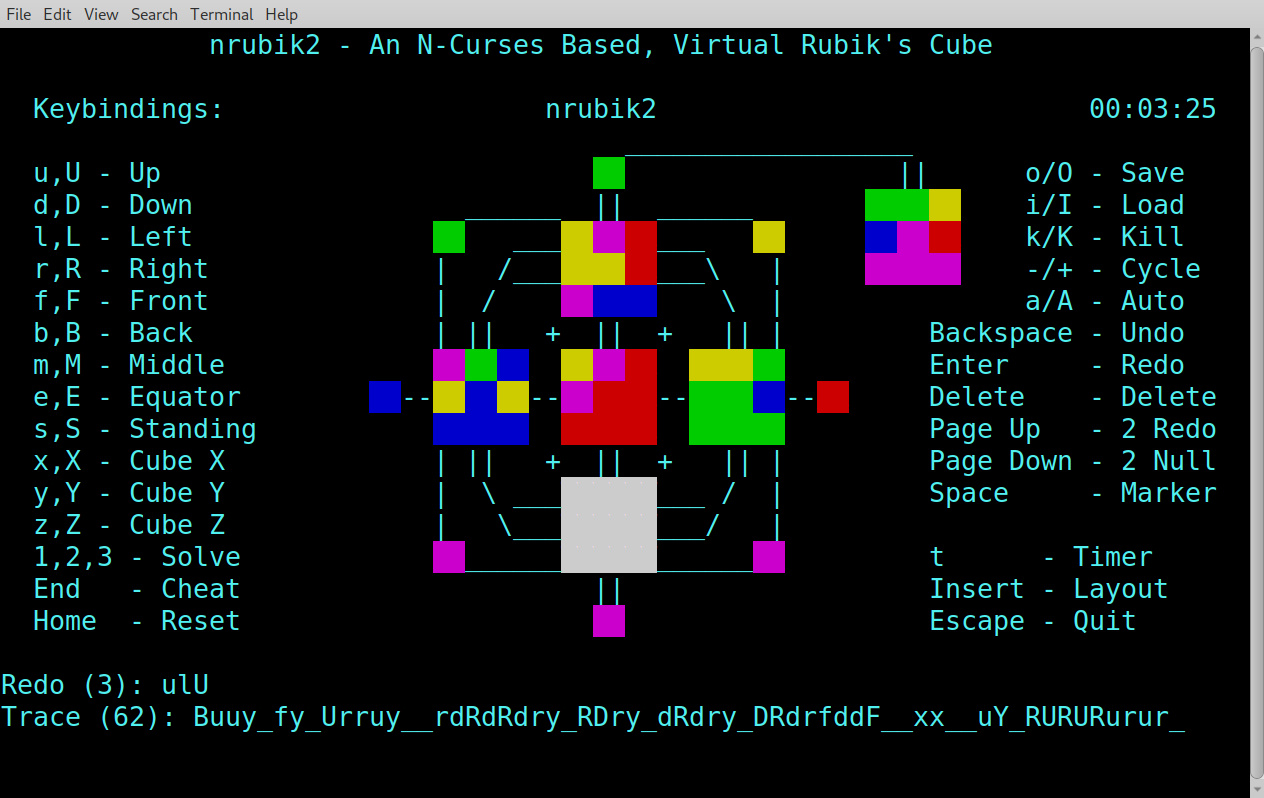 File Edit View Search Terminal Help
nrubik2 - An N-Curses Based, Virtual Rubik's Cube
Keybindings: nrubik2 00:03:25
u,U - Up o/O - Save
d,D - Down i/I - Load
l,L - Left k/K - Kill
r,R - Right -/+ - Cycle
f,F - Front a/A - Auto
b,B - Back + + Backspace - Undo
m,M - Middle Enter - Redo
e,E - Equator -- -- -- -- Delete - Delete
s,S - Standing Page Up - 2 Redo
x,X - Cube X + + Page Down - 2 Null
y,Y - Cube Y Space - Marker
z,Z - Cube Z
1,2,3 - Solve t - Timer
End - Cheat Insert - Layout
Home - Reset Escape - Quit
Redo (3): ulU
Trace (62): Buuy_fy_Urruy__rdRdRdry_RDry_dRdry_DRdrfddF__xx__uY_RURURurur_